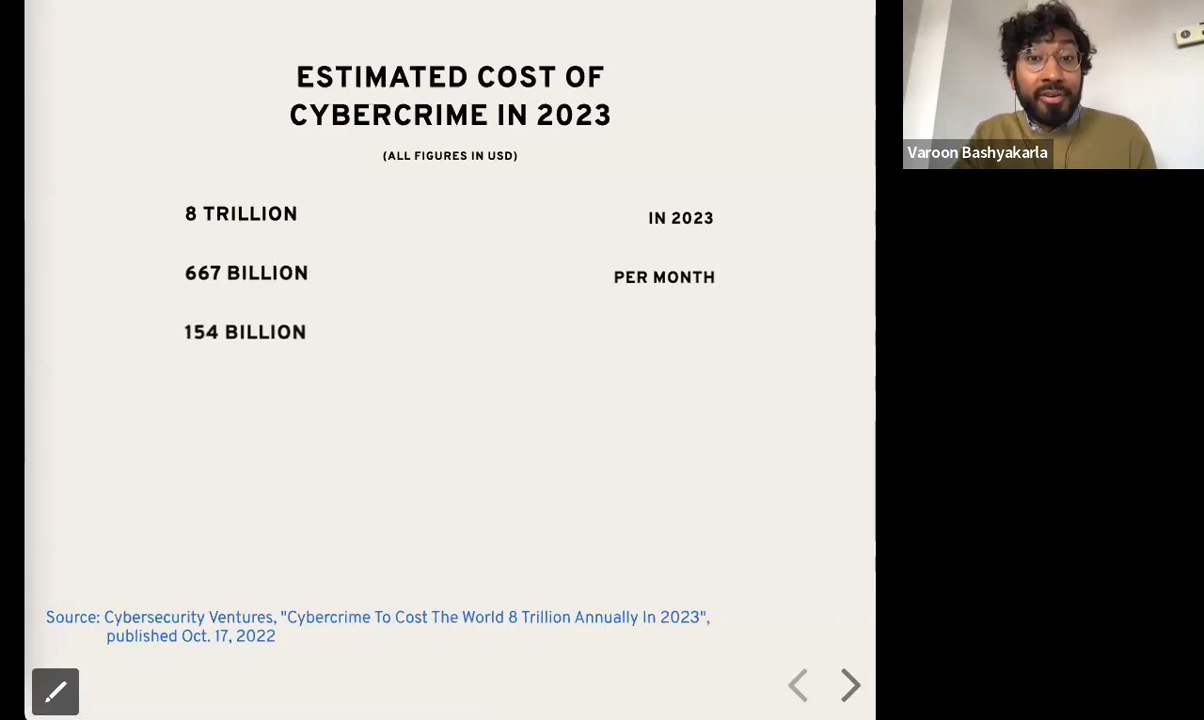 ESTIMATED COST OF
CYBERCRIME IN 2023
(ALL FIGURES IN USD)
8 TRILLION IN 2023
667 BILLION PER MONTH
154 BILLION
Source: Cybersecurity Ventures, "Cybercrime To Cost The World 8 Trillion Annually In 2023",
published Oct. 17, 2022
Varoon Bashyakarla